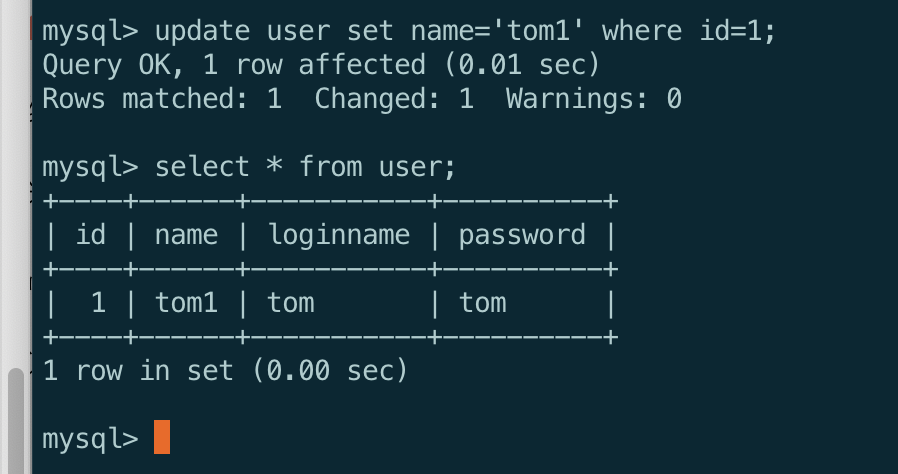 mysql> update user set name='tom1' where id=1;
Query OK, 1 row affected (0.01 sec)
Rows matched: 1  Changed: 1  Warnings: 0
mysql> select * from user;
+----+------+-----------+----------+
| id | name | loginname | password |
+----+------+-----------+----------+
|  1 | tom1 | tom       | tom      |
+----+------+-----------+----------+
1 row in set (0.00 sec)
mysql>